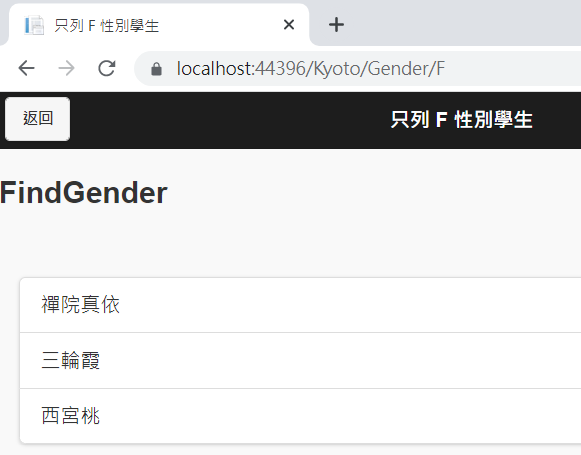 只列 F 性別學生
localhost:44396/Kyoto/Gender/F
返回
只列 F 性別學生
FindGender
禪院真依
三輪霞
西宮桃